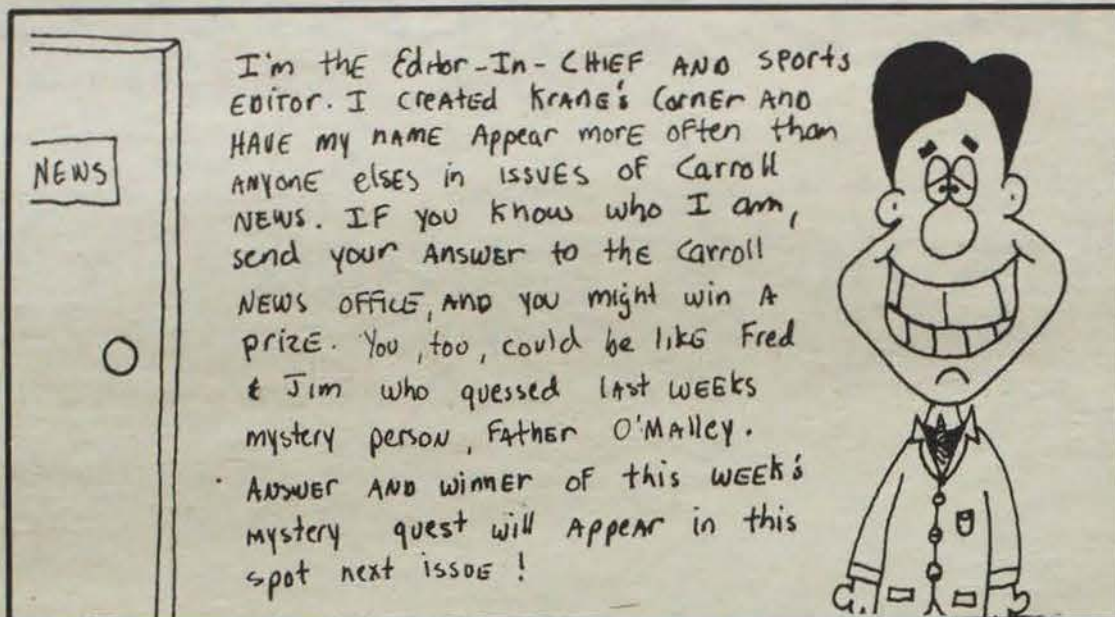 NEWS
I'm thE Editor-In-CHIEF AND sports
EDITOR. I creAted KrANE's CornEr AND
HAVE my nAME AppeAr morE oftEn than
ANyonE elsES in ISSUES of Carroll
NEWS. IF you Know who I am,
send your ANSWER to thE Carroll
NEWS OFFICE, AND you might win A
prizE. You, too, could be likE Fred
& Jim who quessed lAst wEEks
mystery person, FAther O'MAlley.
ANSWER AND winnEr of this WEEk's
mystery quest will AppeAr in this
spot next issuE!